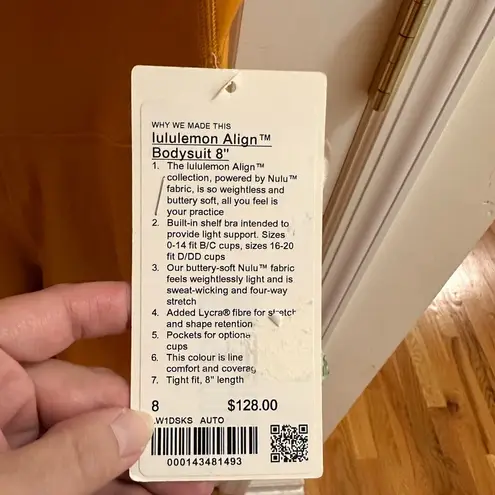 WHY WE MADE THIS
lululemon Align™
Bodysuit 8"
1. The lululemon Align™
collection, powered by Nulu™
fabric, is so weightless and
buttery soft, all you feel is
your practice
2. Built-in shelf bra intended to
provide light support. Sizes
0-14 fit B/C cups, sizes 16-20
fit D/DD cups
3. Our buttery-soft Nulu™ fabric
feels weightlessly light and is
sweat-wicking and four-way
stretch
4. Added Lycra® fibre for stretch
and shape retention
5. Pockets for optiona
cups
6. This colour is line
comfort and coverag
7. Tight fit, 8" length
8 $128.00
.W1DSKS AUTO
000143481493